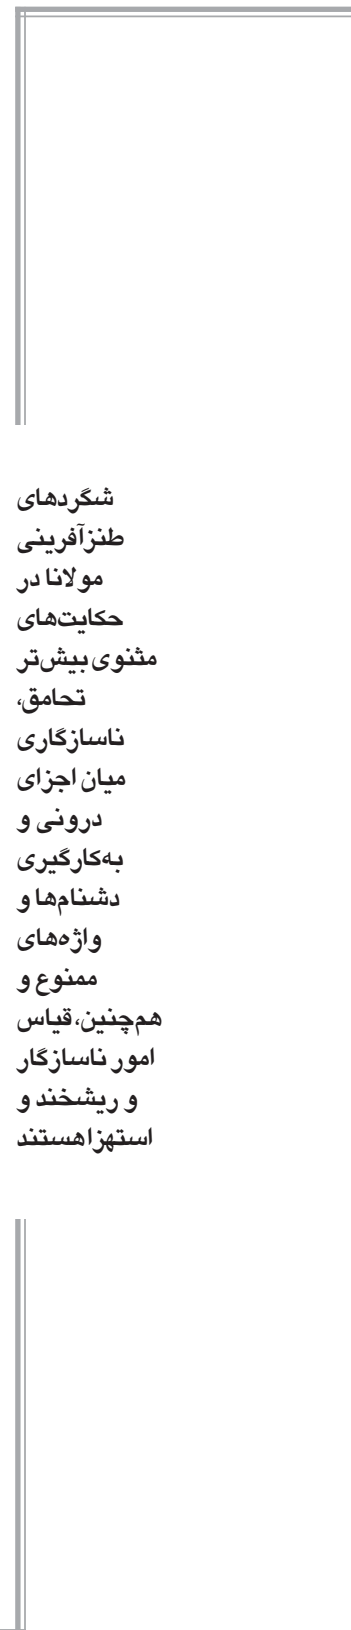 شگردهای
طنزآفرینی
مولانا در
حکایت‌های
مثنوی بیش‌تر
تحامق،
ناسازگاری
میان اجزای
درونی و
به‌کارگیری
دشنام‌ها و
واژه‌های
ممنوع و
هم‌چنین، قیاس
امور ناسازگار
و ریشخند و
استهزا هستند